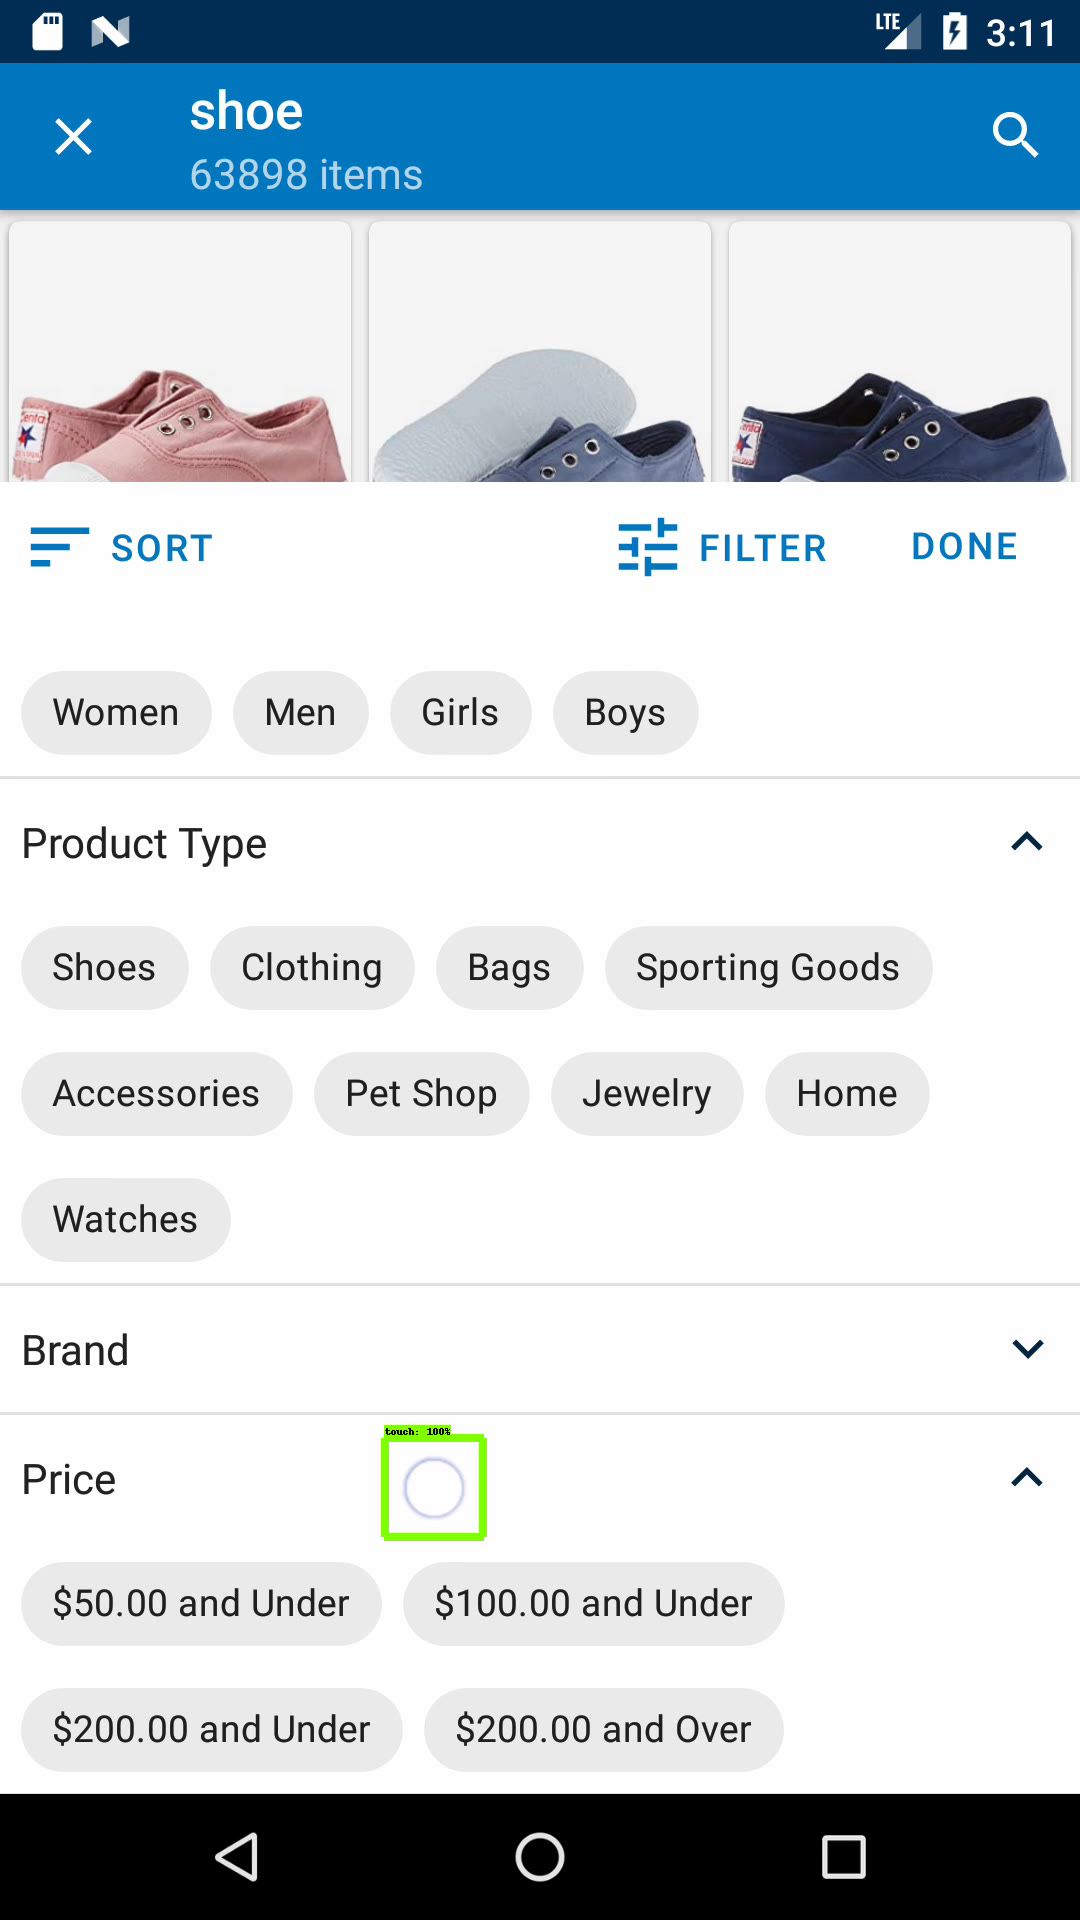 LTE 3:11
shoe
63898 items
SORT FILTER DONE
Women Men Girls Boys
Product Type
Shoes Clothing Bags Sporting Goods
Accessories Pet Shop Jewelry Home
Watches
Brand
touch: 100%
Price
$50.00 and Under $100.00 and Under
$200.00 and Under $200.00 and Over